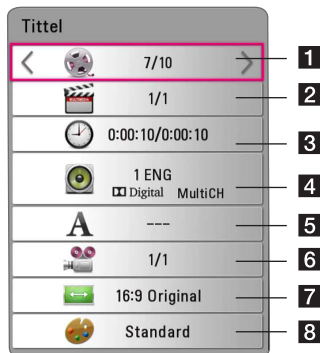 Tittel
7/10 1
MULTIMEDIA
1/1 2
0:00:10/0:00:10 3
1 ENG
Digital MultiCH 4
A --- 5
1/1 6
16:9 Original 7
Standard 8